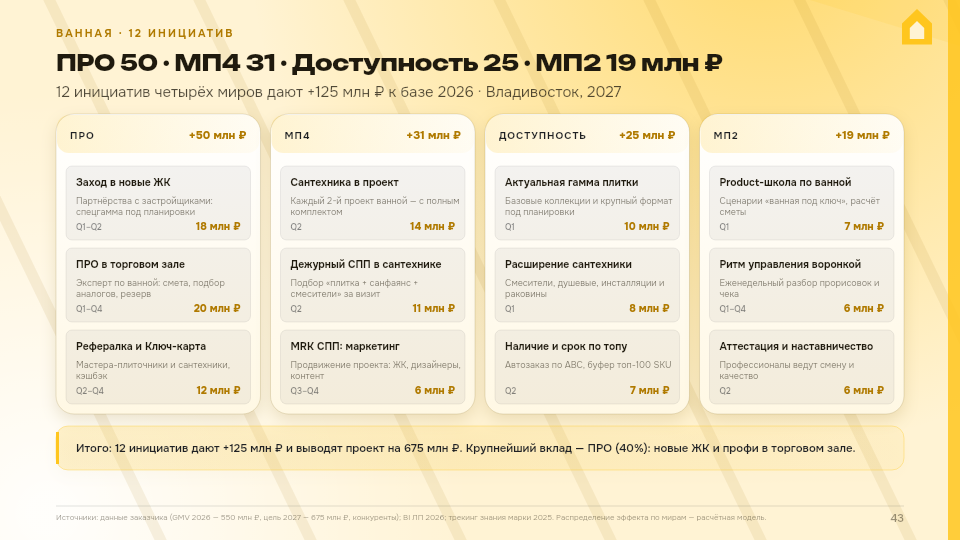 ВАННАЯ · 12 ИНИЦИАТИВ
ПРО 50 · МП4 31 · Доступность 25 · МП2 19 млн ₽
12 инициатив четырёх миров дают +125 млн ₽ к базе 2026 · Владивосток, 2027
ПРО
+50 млн ₽
Заход в новые ЖК
Партнёрства с застройщиками:
спецгамма под планировки
Q1–Q2
18 млн ₽
ПРО в торговом зале
Эксперт по ванной: смета, подбор
аналогов, резерв
Q1–Q4
20 млн ₽
Рефералка и Ключ-карта
Мастера-плиточники и сантехники,
кэшбэк
Q2–Q4
12 млн ₽
МП4
+31 млн ₽
Сантехника в проект
Каждый 2-й проект ванной — с полным
комплектом
Q2
14 млн ₽
Дежурный СПП в сантехнике
Подбор «плитка + санфаянс +
смесители» за визит
Q2
11 млн ₽
MRK СПП: маркетинг
Продвижение проекта: ЖК, дизайнеры,
контент
Q3–Q4
6 млн ₽
ДОСТУПНОСТЬ
+25 млн ₽
Актуальная гамма плитки
Базовые коллекции и крупный формат
под планировки
Q1
10 млн ₽
Расширение сантехники
Смесители, душевые, инсталляции и
раковины
Q1
8 млн ₽
Наличие и срок по топу
Автозаказ по ABC, буфер топ-100 SKU
Q2
7 млн ₽
МП2
+19 млн ₽
Product-школа по ванной
Сценарии «ванная под ключ», расчёт
сметы
Q1
7 млн ₽
Ритм управления воронкой
Еженедельный разбор прорисовок и
чека
Q1–Q4
6 млн ₽
Аттестация и наставничество
Профессионалы ведут смену и
качество
Q2
6 млн ₽
Итого: 12 инициатив дают +125 млн ₽ и выводят проект на 675 млн ₽. Крупнейший вклад — ПРО (40%): новые ЖК и профи в торговом зале.
Источники: данные заказчика (GMV 2026 — 550 млн ₽, цель 2027 — 675 млн ₽, конкуренты); BI ЛП 2026; трекинг знания марки 2025. Распределение эффекта по мирам — расчётная модель.
43